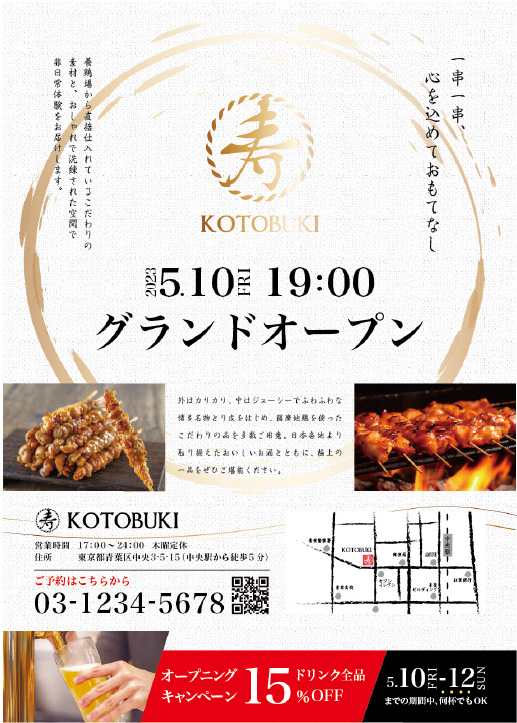 一串一串、
心を込めておもてなし
養鶏場から直接仕入れているこだわりの
素材と、おしゃれで洗練された空間で
非日常体験をお届けします。
寿
KOTOBUKI
2023 5.10 FRI 19:00
グランドオープン
外はカリカリ、中はジューシーでふわふわな
博多名物とり皮をはじめ、薩摩地鶏を使った
こだわりの品を多数ご用意。日本各地より
取り揃えたおいしいお酒とともに、極上の
一品をぜひご堪能ください。
寿 KOTOBUKI
営業時間 17:00〜24:00 木曜定休
住所 東京都青葉区中央3-5-15(中央駅から徒歩5分)
ご予約はこちらから
03-1234-5678
KOTOBUKI
寿
郵便局
中央駅
オープニング
キャンペーン
15%OFF
ドリンク全品
5.10 FRI -12 SUN
までの期間中、何杯でもOK